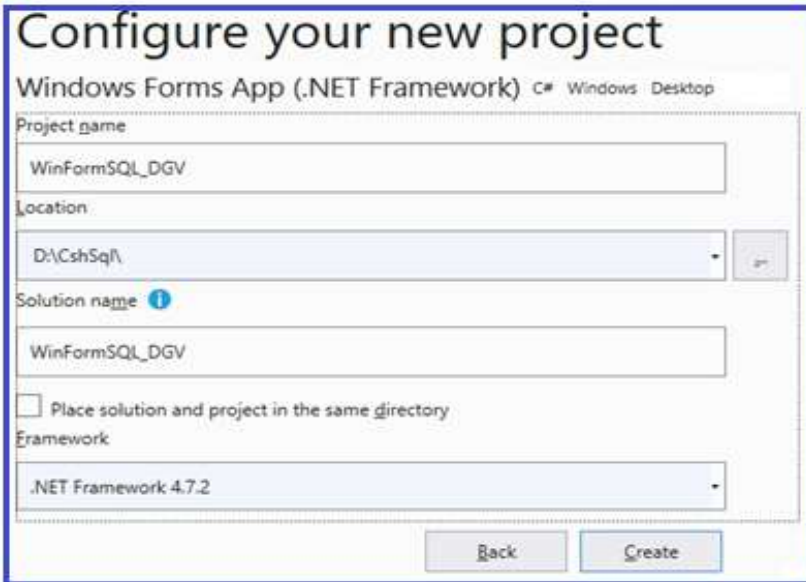 Configure your new project
Windows Forms App (.NET Framework) C# Windows Desktop
Project name
WinFormSQL_DGV
Location
D:\CshSql\
Solution name
WinFormSQL_DGV
Place solution and project in the same directory
Framework
.NET Framework 4.7.2
Back Create